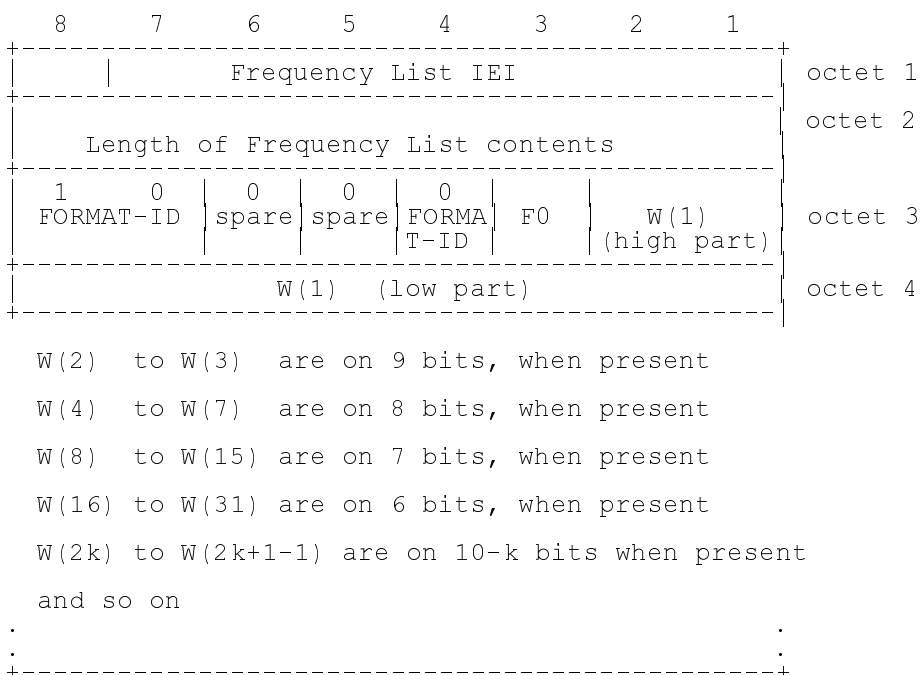 8 7 6 5 4 3 2 1
Frequency List IEI octet 1
octet 2
Length of Frequency List contents
1 0 0 0 0
FORMAT-ID spare spare FORMA F0 W(1) octet 3
T-ID (high part)
W(1) (low part) octet 4
W(2) to W(3) are on 9 bits, when present
W(4) to W(7) are on 8 bits, when present
W(8) to W(15) are on 7 bits, when present
W(16) to W(31) are on 6 bits, when present
W(2k) to W(2k+1-1) are on 10-k bits when present
and so on